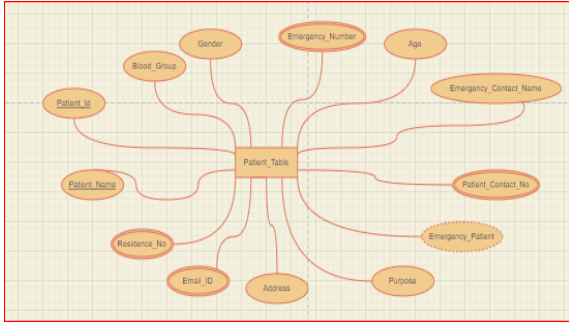 Emergency_Number
Gender
Age
Blood_Group
Emergency_Contact_Name
Patient_Id
Patient_Table
Patient_Name
Patient_Contact_No
Emergency_Patient
Residence_No
Email_ID
Address
Purpose